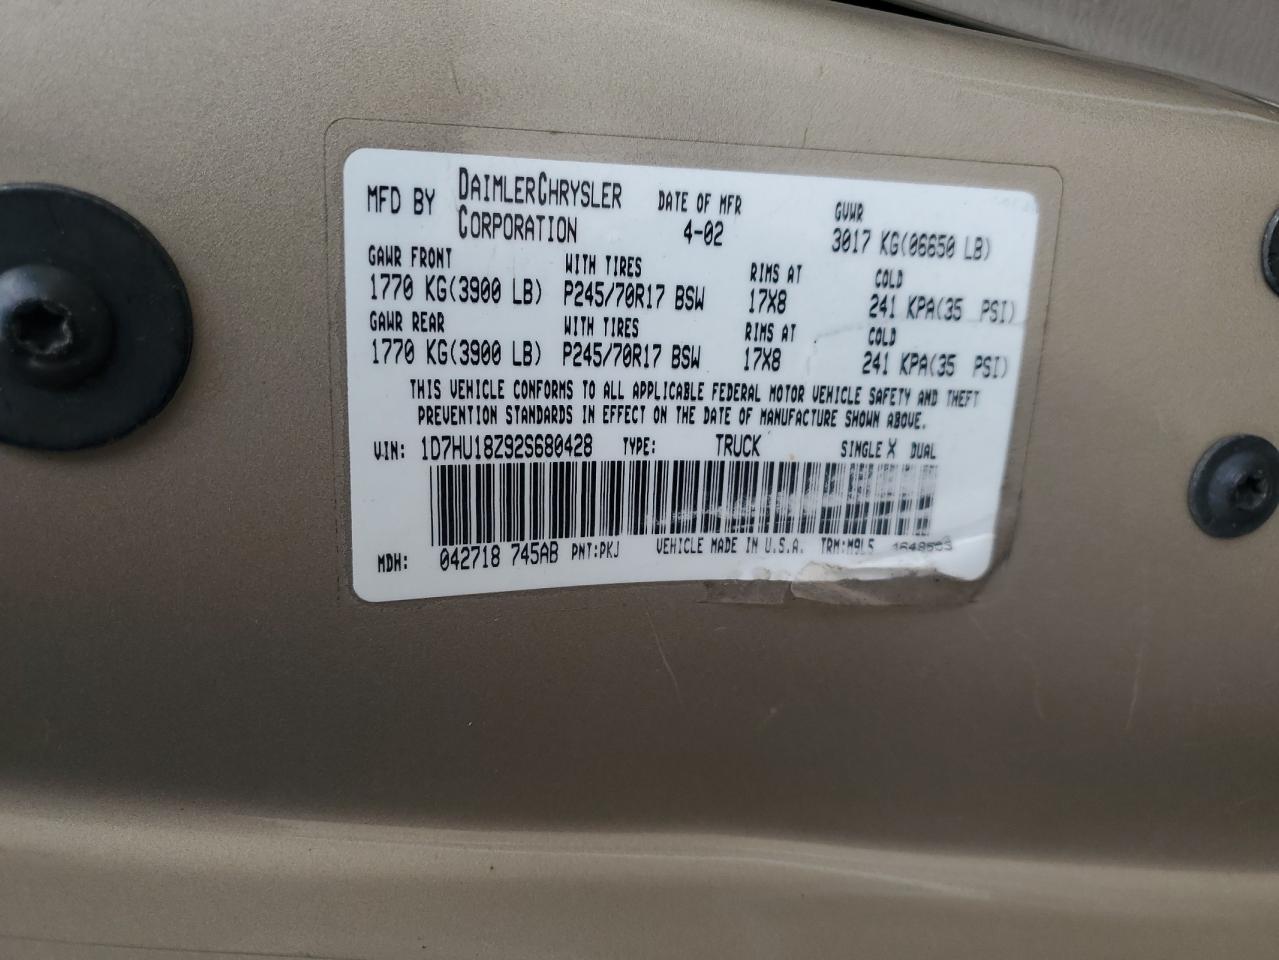 MFD BY DAIMLERCHRYSLER CORPORATION DATE OF MFR 4-02 GVWR 3017 KG(06650 LB)
GAWR FRONT WITH TIRES RIMS AT COLD
1770 KG(3900 LB) P245/70R17 BSW 17X8 241 KPA(35 PSI)
GAWR REAR WITH TIRES RIMS AT COLD
1770 KG(3900 LB) P245/70R17 BSW 17X8 241 KPA(35 PSI)
THIS VEHICLE CONFORMS TO ALL APPLICABLE FEDERAL MOTOR VEHICLE SAFETY AND THEFT
PREVENTION STANDARDS IN EFFECT ON THE DATE OF MANUFACTURE SHOWN ABOVE.
VIN: 1D7HU18Z92S680428 TYPE: TRUCK SINGLE X DUAL
MDH: 042718 745AB PNT:PKJ VEHICLE MADE IN U.S.A. TRM:M9L5